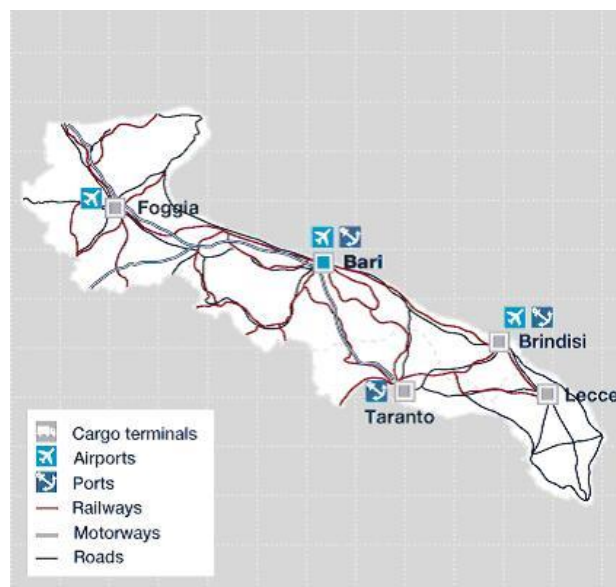 Foggia
Bari
Brindisi
Lecce
Taranto
Cargo terminals
Airports
Ports
Railways
Motorways
Roads